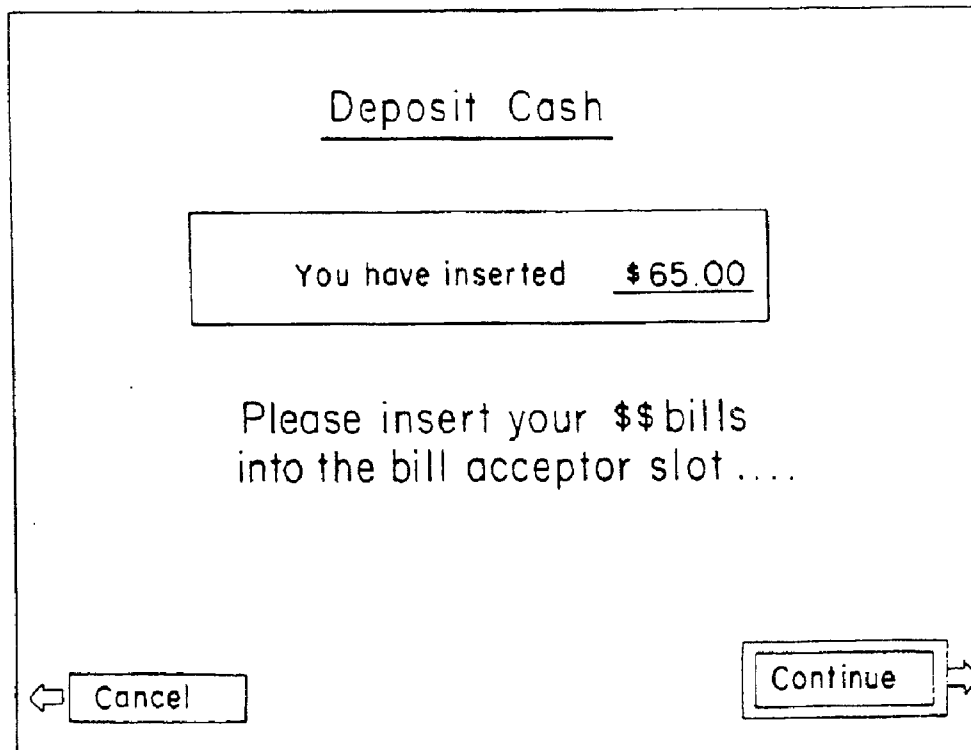 Deposit Cash
You have inserted $65.00
Please insert your $$ bills
into the bill acceptor slot ....
Cancel
Continue